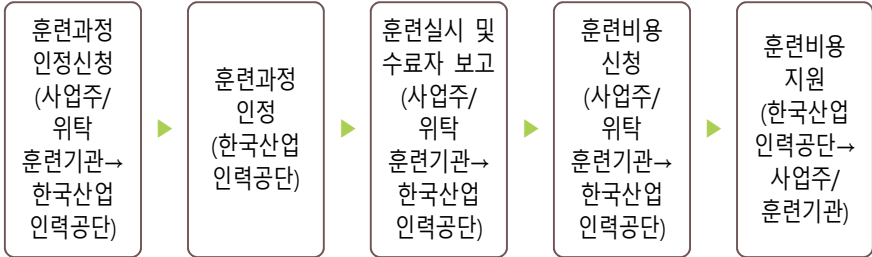 훈련과정
인정신청
(사업주/
위탁
훈련기관→
한국산업
인력공단)
훈련과정
인정
(한국산업
인력공단)
훈련실시 및
수료자 보고
(사업주/
위탁
훈련기관→
한국산업
인력공단)
훈련비용
신청
(사업주/
위탁
훈련기관→
한국산업
인력공단)
훈련비용
지원
(한국산업
인력공단→
사업주/
훈련기관)